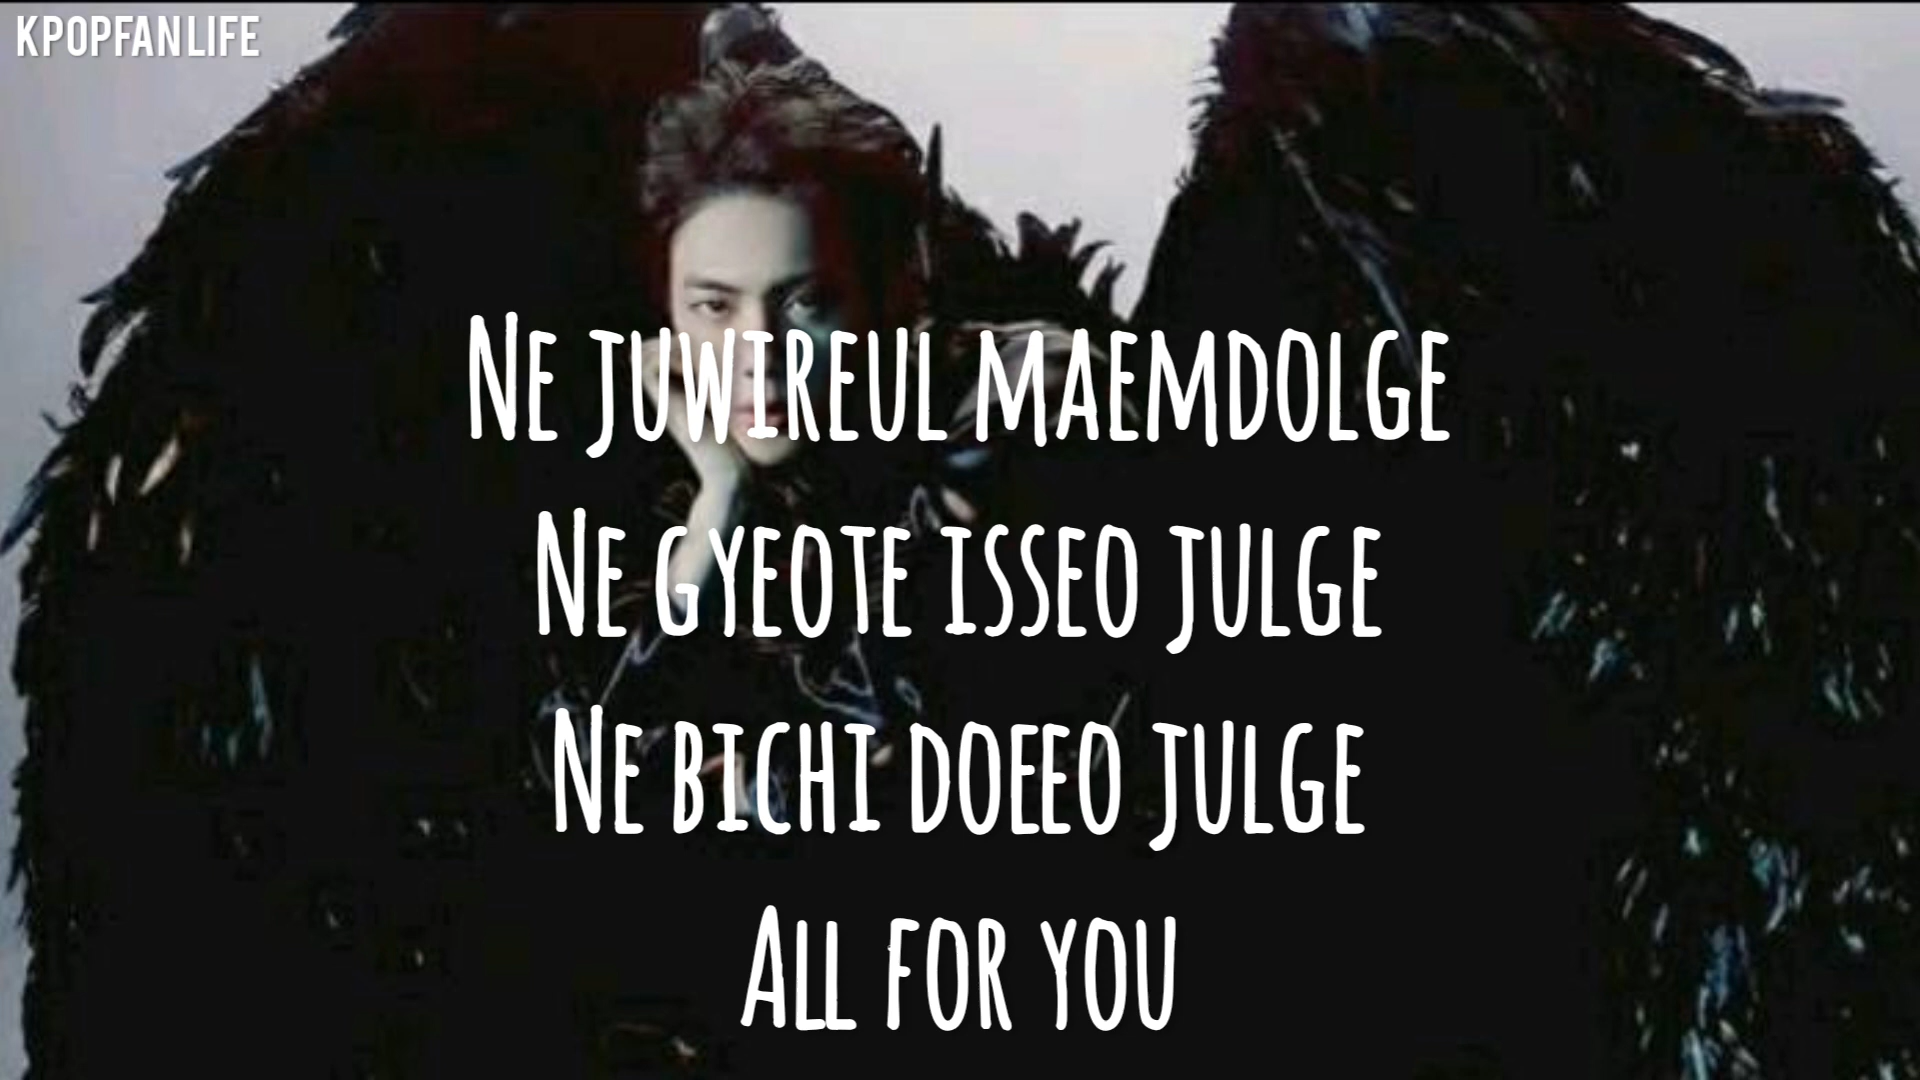 KPOPFANLIFE
Ne juwireul maemdolge
Ne gyeote isseo julge
Ne bichi doeeo julge
All for you